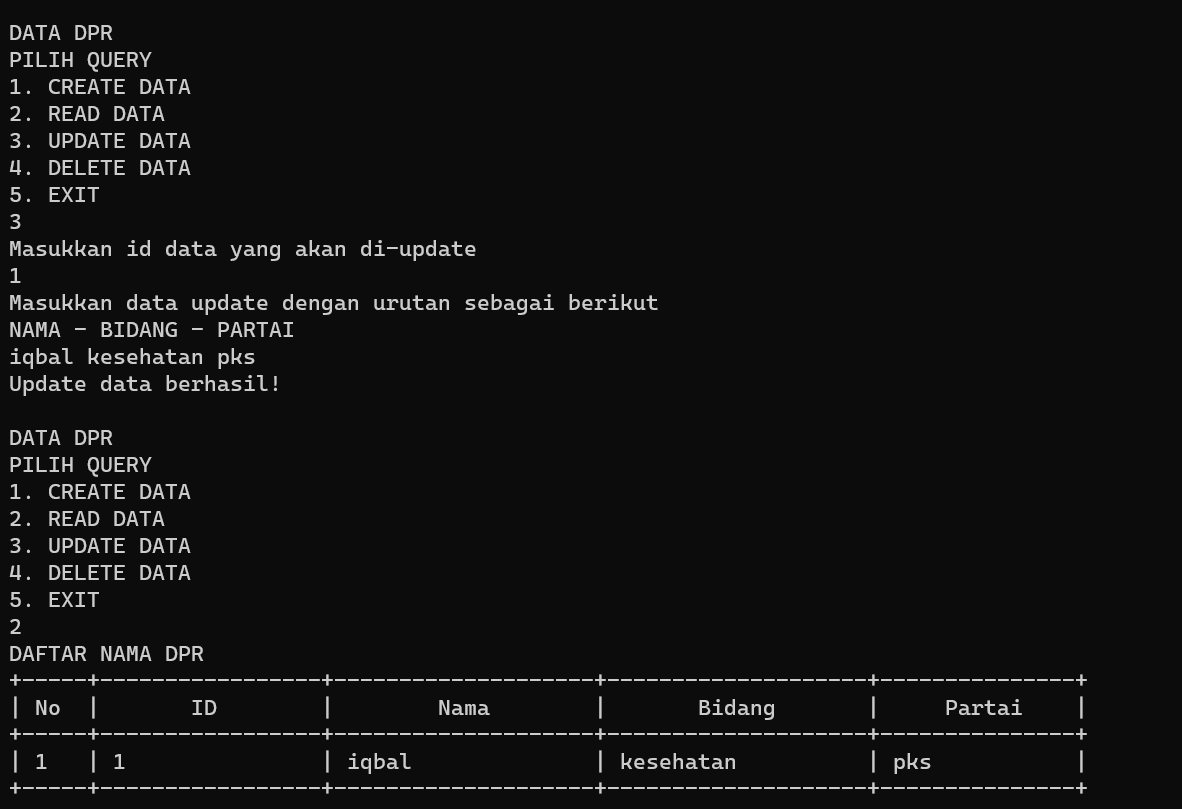 DATA DPR
PILIH QUERY
1. CREATE DATA
2. READ DATA
3. UPDATE DATA
4. DELETE DATA
5. EXIT
3
Masukkan id data yang akan di-update
1
Masukkan data update dengan urutan sebagai berikut
NAMA - BIDANG - PARTAI
iqbal kesehatan pks
Update data berhasil!

DATA DPR
PILIH QUERY
1. CREATE DATA
2. READ DATA
3. UPDATE DATA
4. DELETE DATA
5. EXIT
2
DAFTAR NAMA DPR
+-----+-----------------+--------------------+--------------------+---------------+
| No  |       ID        |        Nama        |       Bidang       |     Partai    |
+-----+-----------------+--------------------+--------------------+---------------+
| 1   | 1               | iqbal              | kesehatan          | pks           |
+-----+-----------------+--------------------+--------------------+---------------+